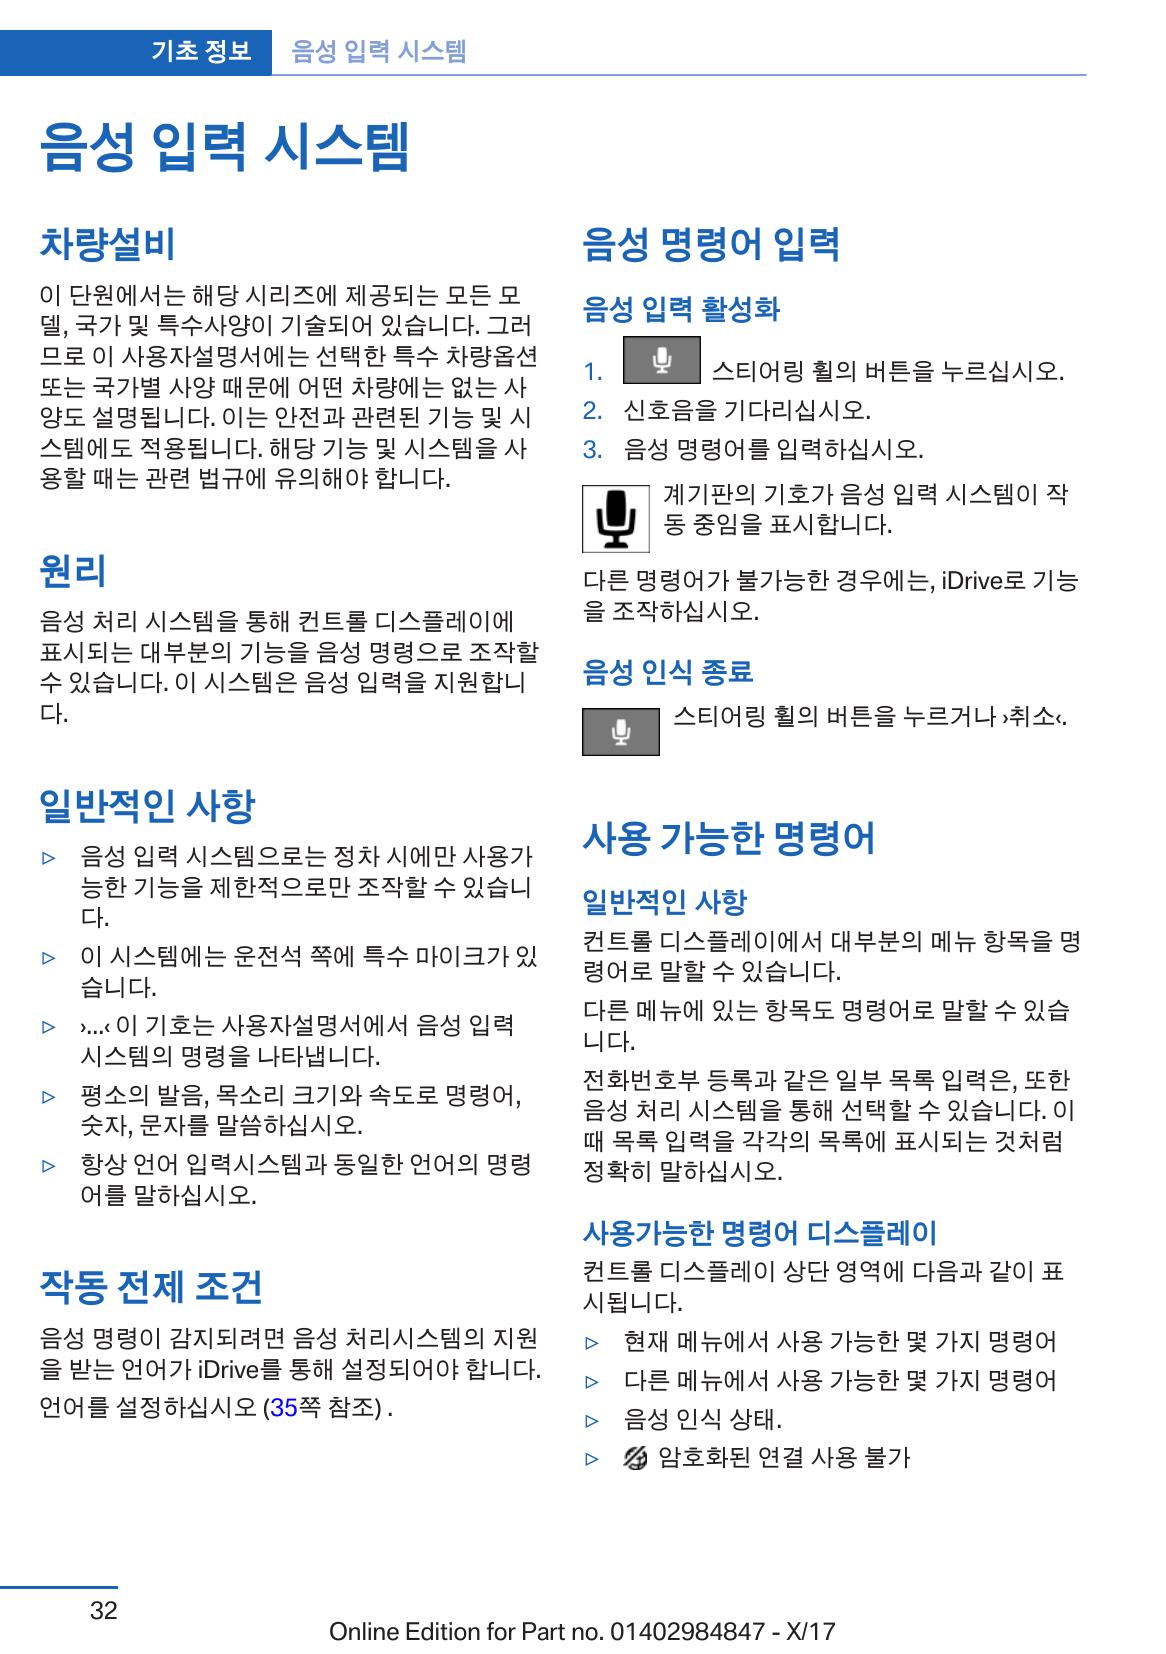 기초 정보 음성 입력 시스템
음성 입력 시스템
차량설비
이 단원에서는 해당 시리즈에 제공되는 모든 모
델, 국가 및 특수사양이 기술되어 있습니다. 그러
므로 이 사용자설명서에는 선택한 특수 차량옵션
또는 국가별 사양 때문에 어떤 차량에는 없는 사
양도 설명됩니다. 이는 안전과 관련된 기능 및 시
스템에도 적용됩니다. 해당 기능 및 시스템을 사
용할 때는 관련 법규에 유의해야 합니다.
원리
음성 처리 시스템을 통해 컨트롤 디스플레이에
표시되는 대부분의 기능을 음성 명령으로 조작할
수 있습니다. 이 시스템은 음성 입력을 지원합니
다.
일반적인 사항
▷ 음성 입력 시스템으로는 정차 시에만 사용가
능한 기능을 제한적으로만 조작할 수 있습니
다.
▷ 이 시스템에는 운전석 쪽에 특수 마이크가 있
습니다.
▷ ›...‹ 이 기호는 사용자설명서에서 음성 입력
시스템의 명령을 나타냅니다.
▷ 평소의 발음, 목소리 크기와 속도로 명령어,
숫자, 문자를 말씀하십시오.
▷ 항상 언어 입력시스템과 동일한 언어의 명령
어를 말하십시오.
작동 전제 조건
음성 명령이 감지되려면 음성 처리시스템의 지원
을 받는 언어가 iDrive를 통해 설정되어야 합니다.
언어를 설정하십시오 (35쪽 참조) .
음성 명령어 입력
음성 입력 활성화
1. 스티어링 휠의 버튼을 누르십시오.
2. 신호음을 기다리십시오.
3. 음성 명령어를 입력하십시오.
계기판의 기호가 음성 입력 시스템이 작
동 중임을 표시합니다.
다른 명령어가 불가능한 경우에는, iDrive로 기능
을 조작하십시오.
음성 인식 종료
스티어링 휠의 버튼을 누르거나 ›취소‹.
사용 가능한 명령어
일반적인 사항
컨트롤 디스플레이에서 대부분의 메뉴 항목을 명
령어로 말할 수 있습니다.
다른 메뉴에 있는 항목도 명령어로 말할 수 있습
니다.
전화번호부 등록과 같은 일부 목록 입력은, 또한
음성 처리 시스템을 통해 선택할 수 있습니다. 이
때 목록 입력을 각각의 목록에 표시되는 것처럼
정확히 말하십시오.
사용가능한 명령어 디스플레이
컨트롤 디스플레이 상단 영역에 다음과 같이 표
시됩니다.
▷ 현재 메뉴에서 사용 가능한 몇 가지 명령어
▷ 다른 메뉴에서 사용 가능한 몇 가지 명령어
▷ 음성 인식 상태.
▷ 암호화된 연결 사용 불가
32
Online Edition for Part no. 01402984847 - X/17